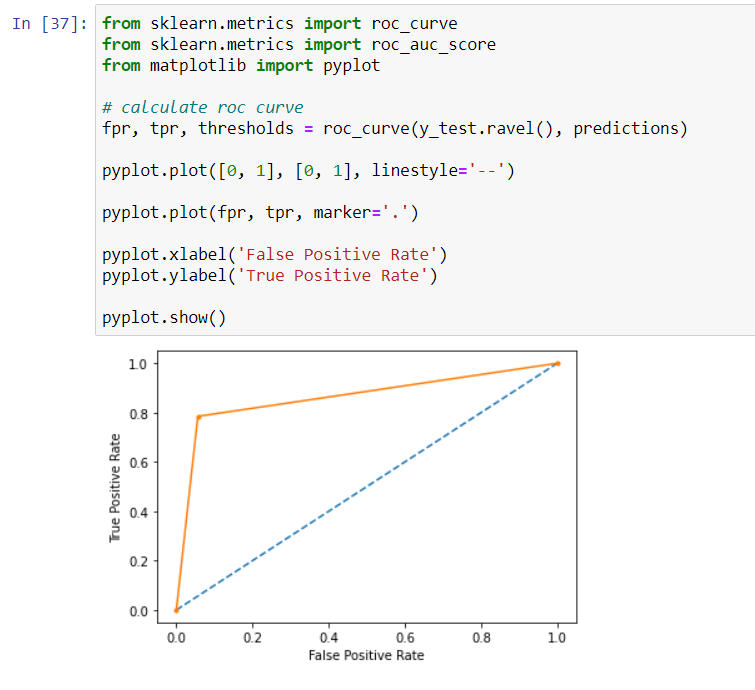 In [37]: from sklearn.metrics import roc_curve
from sklearn.metrics import roc_auc_score
from matplotlib import pyplot
# calculate roc curve
fpr, tpr, thresholds = roc_curve(y_test.ravel(), predictions)
pyplot.plot([0, 1], [0, 1], linestyle='--')
pyplot.plot(fpr, tpr, marker='.')
pyplot.xlabel('False Positive Rate')
pyplot.ylabel('True Positive Rate')
pyplot.show()
True Positive Rate
1.0
0.8
0.6
0.4
0.2
0.0
0.0 0.2 0.4 0.6 0.8 1.0
False Positive Rate